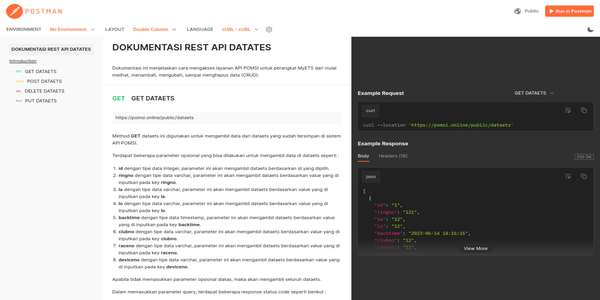 POSTMAN
Public
Run in Postman
ENVIRONMENT No Environment LAYOUT Double Column LANGUAGE cURL - cURL
DOKUMENTASI REST API DATATES
Introduction
GET GET DATAETS
POST DATAETS
DELETE DATAETS
PUT DATAETS
DOKUMENTASI REST API DATATES
Dokumentasi ini menjelaskan cara mengakses layanan API POMSI untuk perangkat MyETS dari mulai
melihat, menambah, mengubah, sampai menghapus data (CRUD).
GET GET DATAETS
https://pomsi.online/public/dataets
Method GET dataets ini digunakan untuk mengambil data dari dataets yang sudah tersimpan di sistem
API POMSI.
Terdapat beberapa parameter opsional yang bisa dilakukan untuk mengambil data di dataets seperti :
1. id dengan tipe data integer, parameter ini akan mengambil dataets berdasarkan id yang dipilih.
2. ringno dengan tipe data varchar, parameter ini akan mengambil dataets berdasarkan value yang di
inputkan pada key ringno.
3. la dengan tipe data varchar, parameter ini akan mengambil dataets berdasarkan value yang di
inputkan pada key la.
4. lo dengan tipe data varchar, parameter ini akan mengambil dataets berdasarkan value yang di
inputkan pada key lo.
5. backtime dengan tipe data timestamp, parameter ini akan mengambil dataets berdasarkan value
yang di inputkan pada key backtime.
6. clubno dengan tipe data varchar, parameter ini akan mengambil dataets berdasarkan value yang di
inputkan pada key clubno.
7. raceno dengan tipe data varchar, parameter ini akan mengambil dataets berdasarkan value yang di
inputkan pada key raceno.
8. deviceno dengan tipe data varchar, parameter ini akan mengambil dataets berdasarkan value yang
di inputkan pada key deviceno.
Apabila tidak memasukkan parameter opsional diatas, maka akan mengambil seluruh dataets.
Dalam memasukkan parameter query, terdapat beberapa response status code seperti berikut :
Example Request
GET DATAETS
curl
curl --location 'https://pomsi.online/public/dataets'
Example Response
200 OK
Body Headers (16)
json
[
{
"id": "1",
"ringno": "121",
"la": "12",
"lo": "12",
"backtime": "2023-06-14 14:16:16",
"clubno": "12",
"raceno": "12",
View More